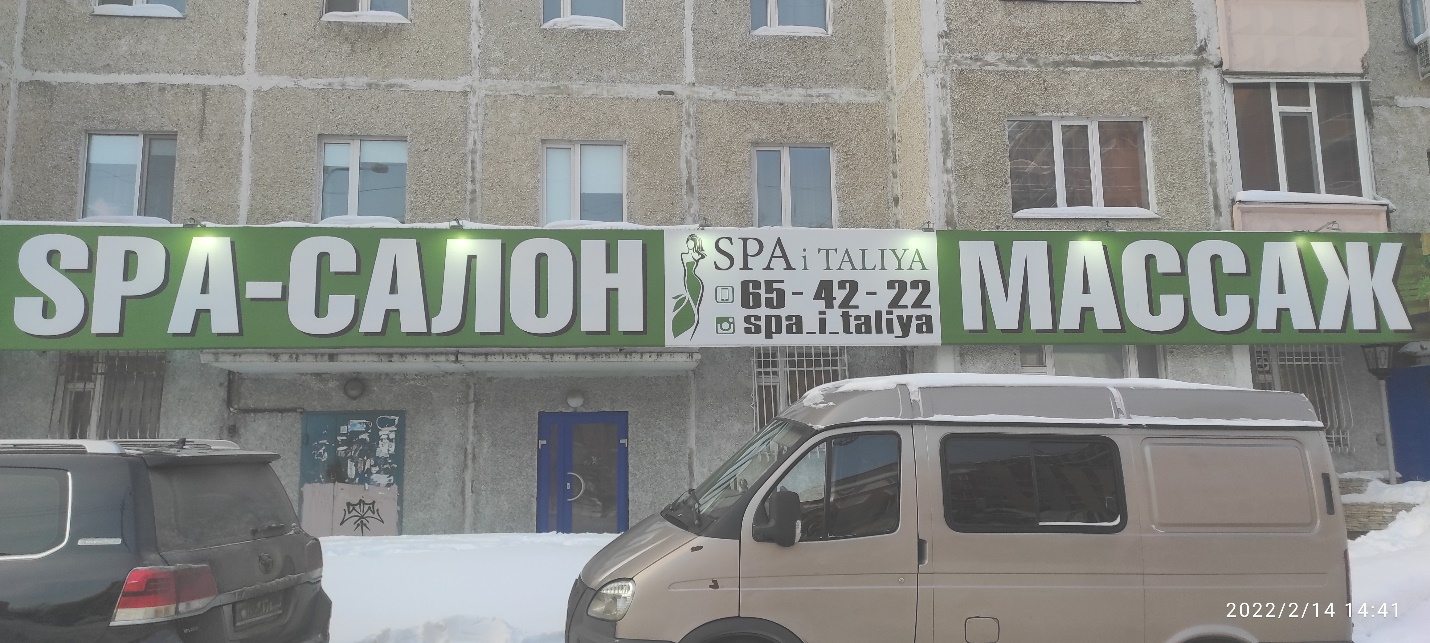 SPA-САЛОН
SPA i TALIYA
65-42-22
spa_i_taliya
МАССАЖ
2022/2/14 14:41